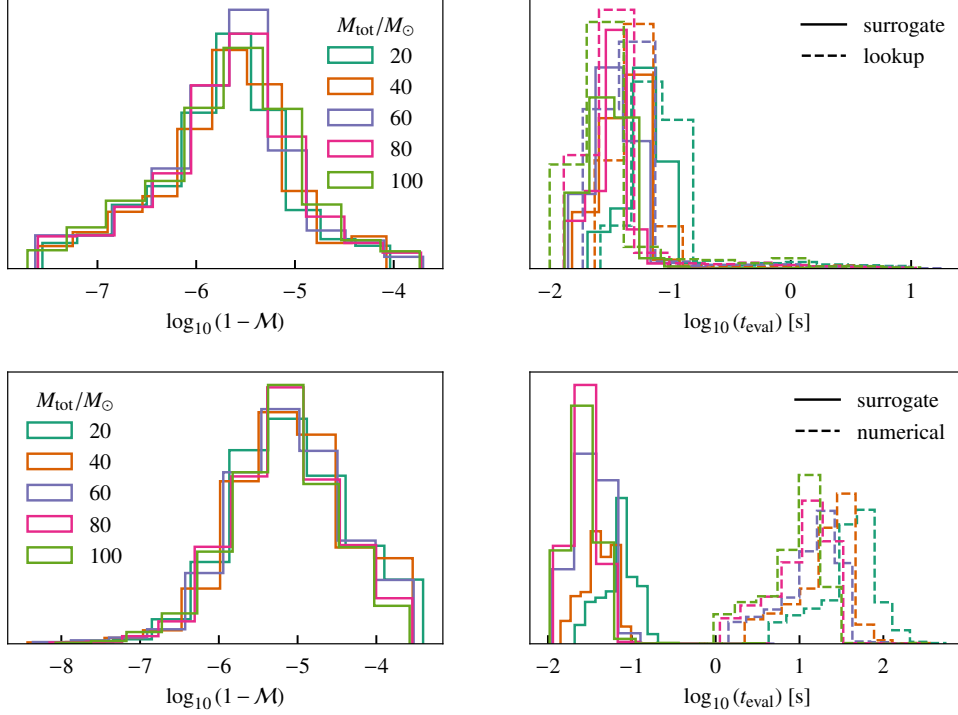 M_tot/M_⊙
20
40
60
80
100
−7
−6
−5
−4
log₁₀(1 − ℳ)
surrogate
lookup
−2
−1
0
1
log₁₀(t_eval) [s]
M_tot/M_⊙
20
40
60
80
100
−8
−7
−6
−5
−4
log₁₀(1 − ℳ)
surrogate
numerical
−2
−1
0
1
2
log₁₀(t_eval) [s]